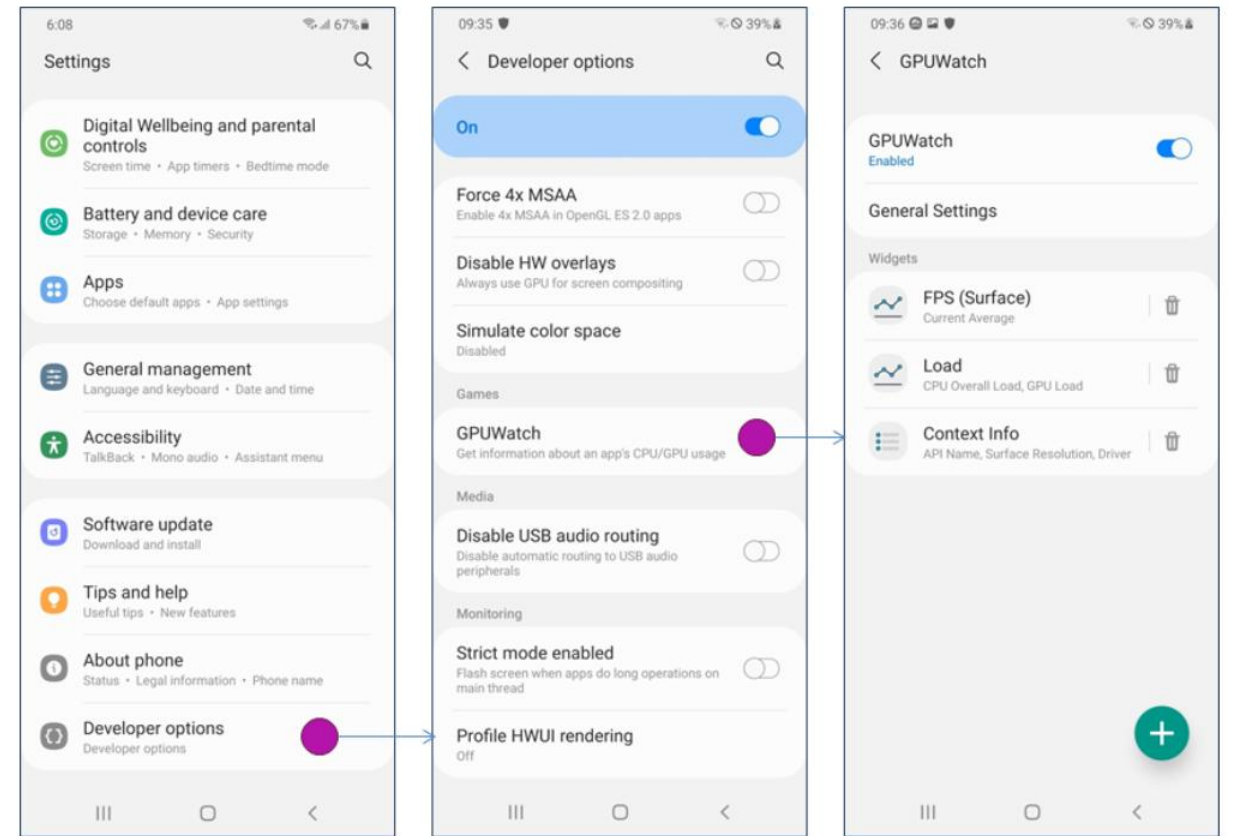 6:08
67%
Settings
Digital Wellbeing and parental
controls
Screen time • App timers • Bedtime mode
Battery and device care
Storage • Memory • Security
Apps
Choose default apps • App settings
General management
Language and keyboard • Date and time
Accessibility
TalkBack • Mono audio • Assistant menu
Software update
Download and install
Tips and help
Useful tips • New features
About phone
Status • Legal information • Phone name
Developer options
Developer options
09:35
39%
Developer options
On
Force 4x MSAA
Enable 4x MSAA in OpenGL ES 2.0 apps
Disable HW overlays
Always use GPU for screen compositing
Simulate color space
Disabled
Games
GPUWatch
Get information about an app's CPU/GPU usage
Media
Disable USB audio routing
Disable automatic routing to USB audio
peripherals
Monitoring
Strict mode enabled
Flash screen when apps do long operations on
main thread
Profile HWUI rendering
Off
09:36
39%
GPUWatch
GPUWatch
Enabled
General Settings
Widgets
FPS (Surface)
Current Average
Load
CPU Overall Load, GPU Load
Context Info
API Name, Surface Resolution, Driver